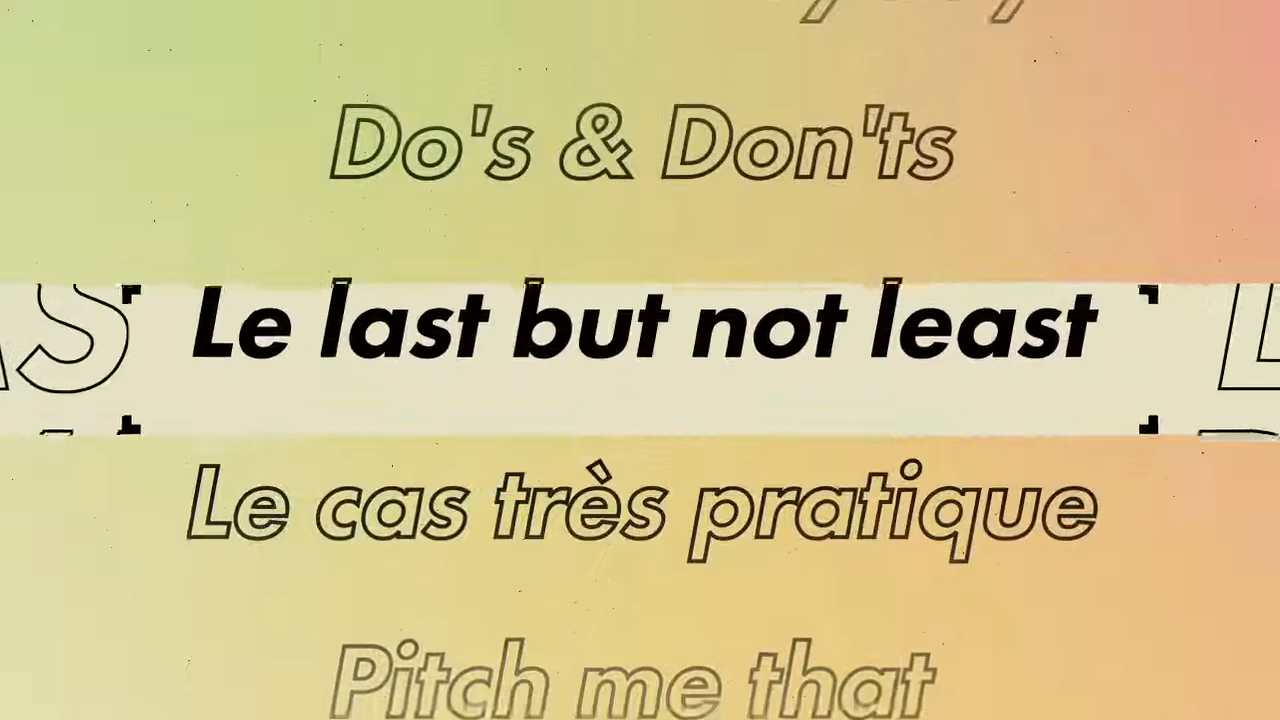 Do's & Don'ts
Le last but not least
Le cas très pratique
Pitch me that